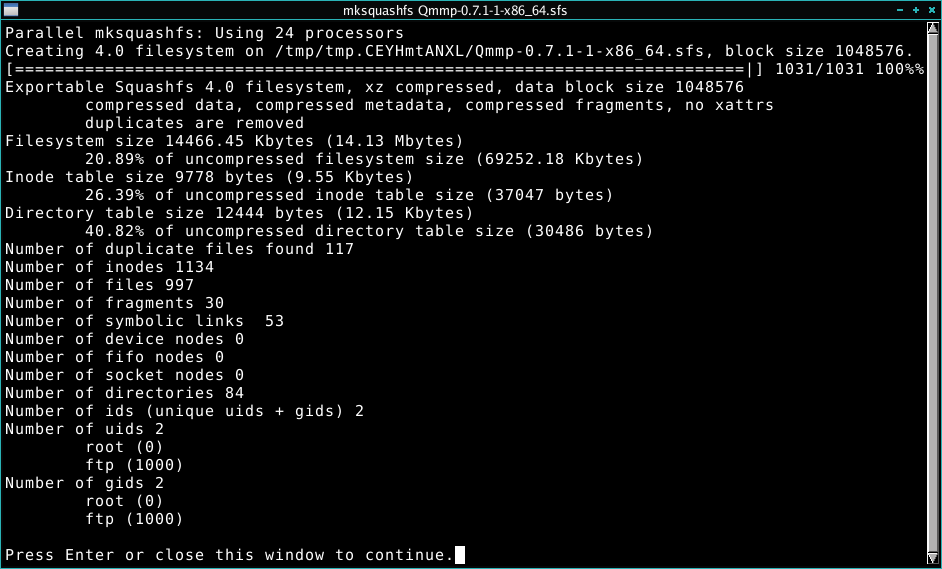 mksquashfs Qmmp-0.7.1-1-x86_64.sfs
Parallel mksquashfs: Using 24 processors
Creating 4.0 filesystem on /tmp/tmp.CEYHmtANXL/Qmmp-0.7.1-1-x86_64.sfs, block size 1048576.
[==========================================================================|] 1031/1031 100%%
Exportable Squashfs 4.0 filesystem, xz compressed, data block size 1048576
        compressed data, compressed metadata, compressed fragments, no xattrs
        duplicates are removed
Filesystem size 14466.45 Kbytes (14.13 Mbytes)
        20.89% of uncompressed filesystem size (69252.18 Kbytes)
Inode table size 9778 bytes (9.55 Kbytes)
        26.39% of uncompressed inode table size (37047 bytes)
Directory table size 12444 bytes (12.15 Kbytes)
        40.82% of uncompressed directory table size (30486 bytes)
Number of duplicate files found 117
Number of inodes 1134
Number of files 997
Number of fragments 30
Number of symbolic links  53
Number of device nodes 0
Number of fifo nodes 0
Number of socket nodes 0
Number of directories 84
Number of ids (unique uids + gids) 2
Number of uids 2
        root (0)
        ftp (1000)
Number of gids 2
        root (0)
        ftp (1000)

Press Enter or close this window to continue.